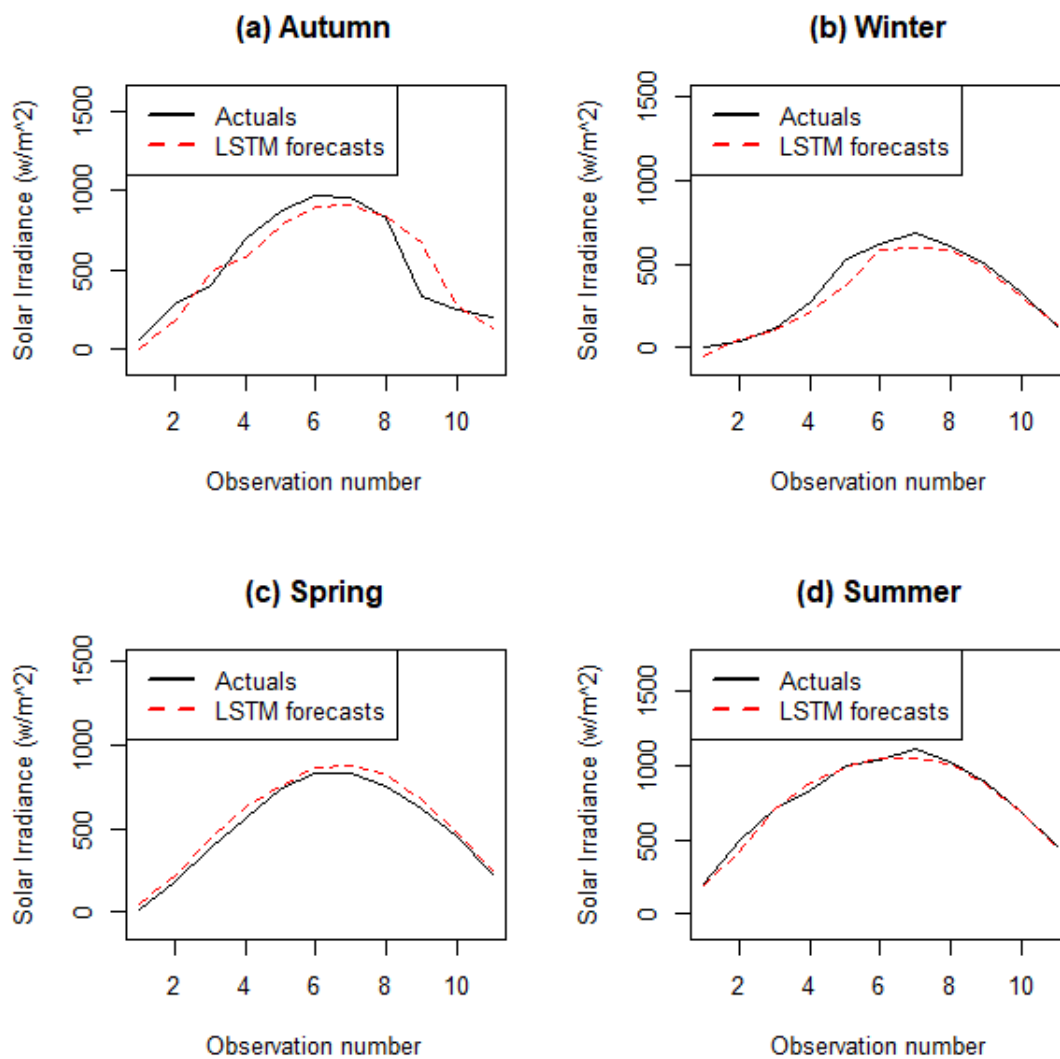 (a) Autumn
Solar Irradiance (w/m^2)
1500
1000
500
0
Actuals
LSTM forecasts
2 4 6 8 10
Observation number
(b) Winter
Solar Irradiance (w/m^2)
1500
1000
500
0
Actuals
LSTM forecasts
2 4 6 8 10
Observation number
(c) Spring
Solar Irradiance (w/m^2)
1500
1000
500
0
Actuals
LSTM forecasts
2 4 6 8 10
Observation number
(d) Summer
Solar Irradiance (w/m^2)
1500
1000
500
0
Actuals
LSTM forecasts
2 4 6 8 10
Observation number